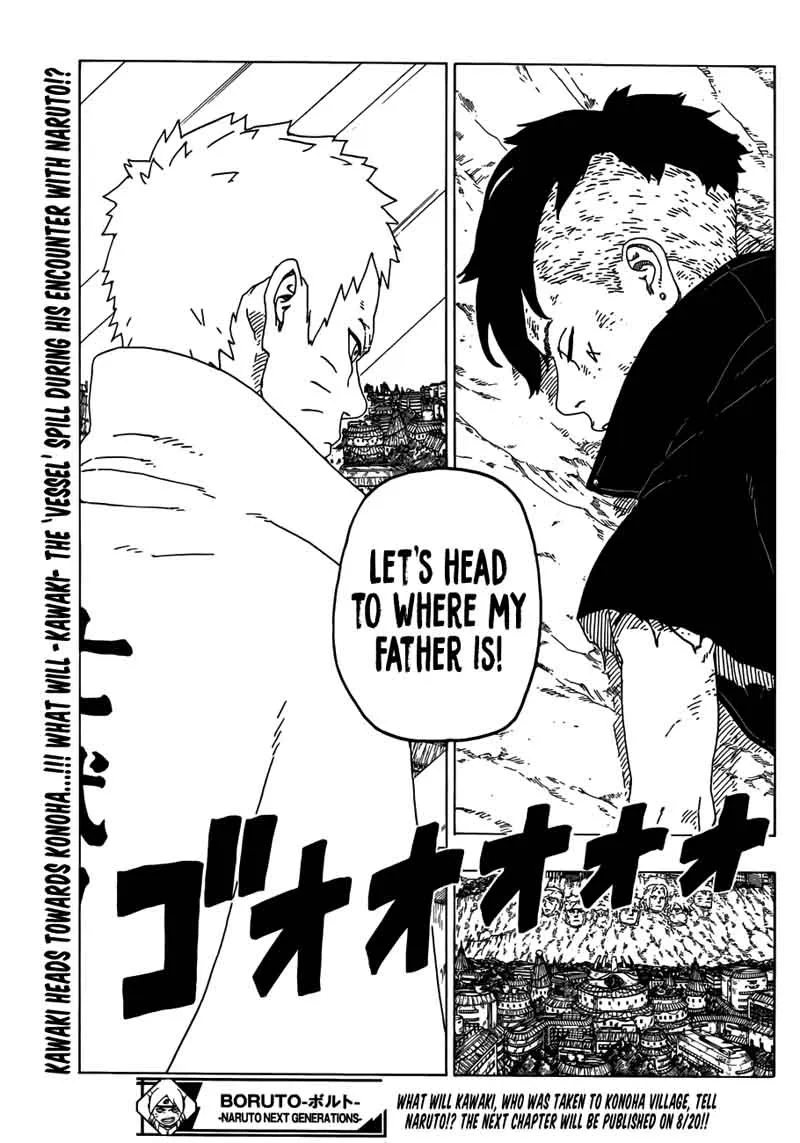 KAWAKI HEADS TOWARDS KONOHA...!!! WHAT WILL -KAWAKI- THE 'VESSEL' SPILL DURING HIS ENCOUNTER WITH NARUTO!?
LET'S HEAD
TO WHERE MY
FATHER IS!
ゴオオオオオオ
BORUTO-ボルト-
-NARUTO NEXT GENERATIONS-
WHAT WILL KAWAKI, WHO WAS TAKEN TO KONOHA VILLAGE, TELL
NARUTO!? THE NEXT CHAPTER WILL BE PUBLISHED ON 8/20!!